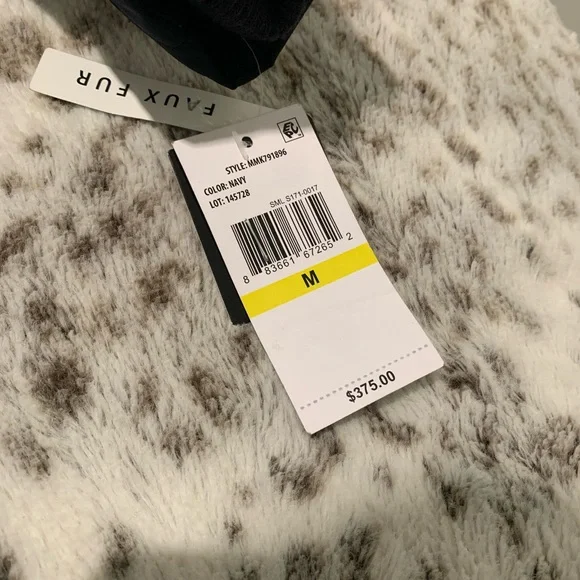 FAUX FUR
STYLE: MMK791896
COLOR: NAVY
LOT: 145728
SML S171-0017
8 83661 67265 2
M
$375.00